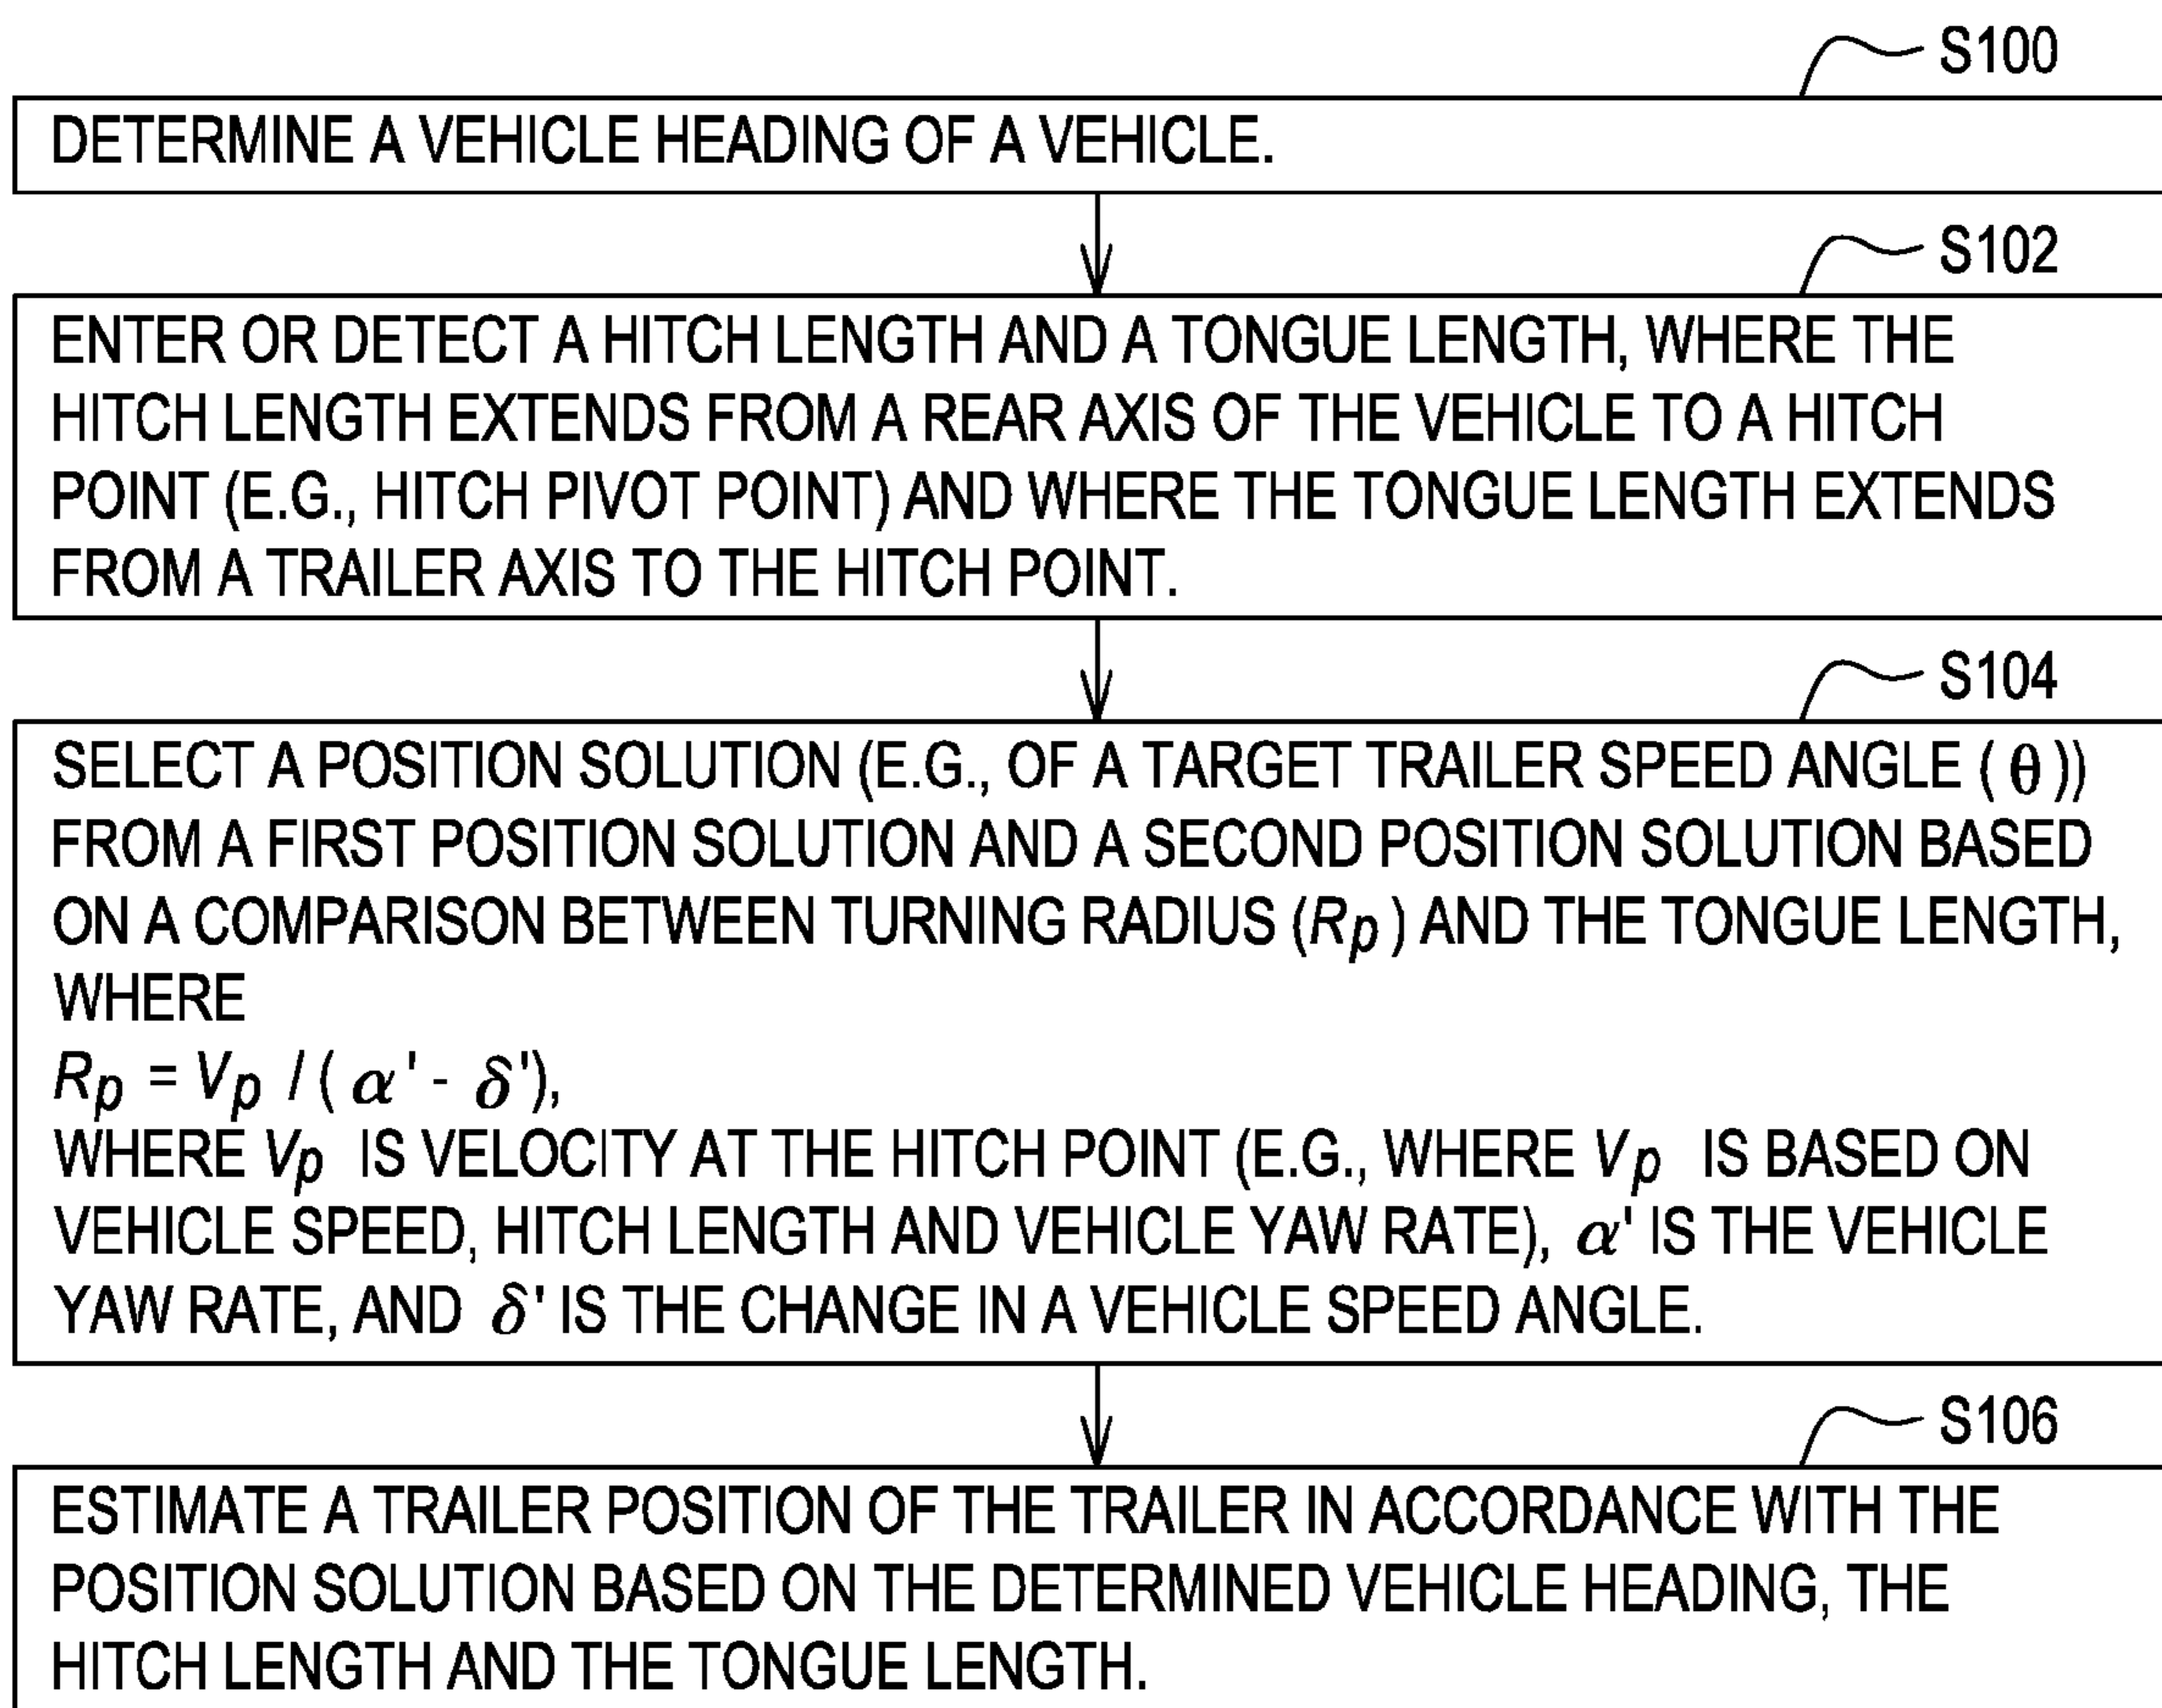 S100
DETERMINE A VEHICLE HEADING OF A VEHICLE.
S102
ENTER OR DETECT A HITCH LENGTH AND A TONGUE LENGTH, WHERE THE
HITCH LENGTH EXTENDS FROM A REAR AXIS OF THE VEHICLE TO A HITCH
POINT (E.G., HITCH PIVOT POINT) AND WHERE THE TONGUE LENGTH EXTENDS
FROM A TRAILER AXIS TO THE HITCH POINT.
S104
SELECT A POSITION SOLUTION (E.G., OF A TARGET TRAILER SPEED ANGLE (θ))
FROM A FIRST POSITION SOLUTION AND A SECOND POSITION SOLUTION BASED
ON A COMPARISON BETWEEN TURNING RADIUS (Rp) AND THE TONGUE LENGTH,
WHERE
Rp = Vp / (α' - δ'),
WHERE Vp IS VELOCITY AT THE HITCH POINT (E.G., WHERE Vp IS BASED ON
VEHICLE SPEED, HITCH LENGTH AND VEHICLE YAW RATE), α' IS THE VEHICLE
YAW RATE, AND δ' IS THE CHANGE IN A VEHICLE SPEED ANGLE.
S106
ESTIMATE A TRAILER POSITION OF THE TRAILER IN ACCORDANCE WITH THE
POSITION SOLUTION BASED ON THE DETERMINED VEHICLE HEADING, THE
HITCH LENGTH AND THE TONGUE LENGTH.